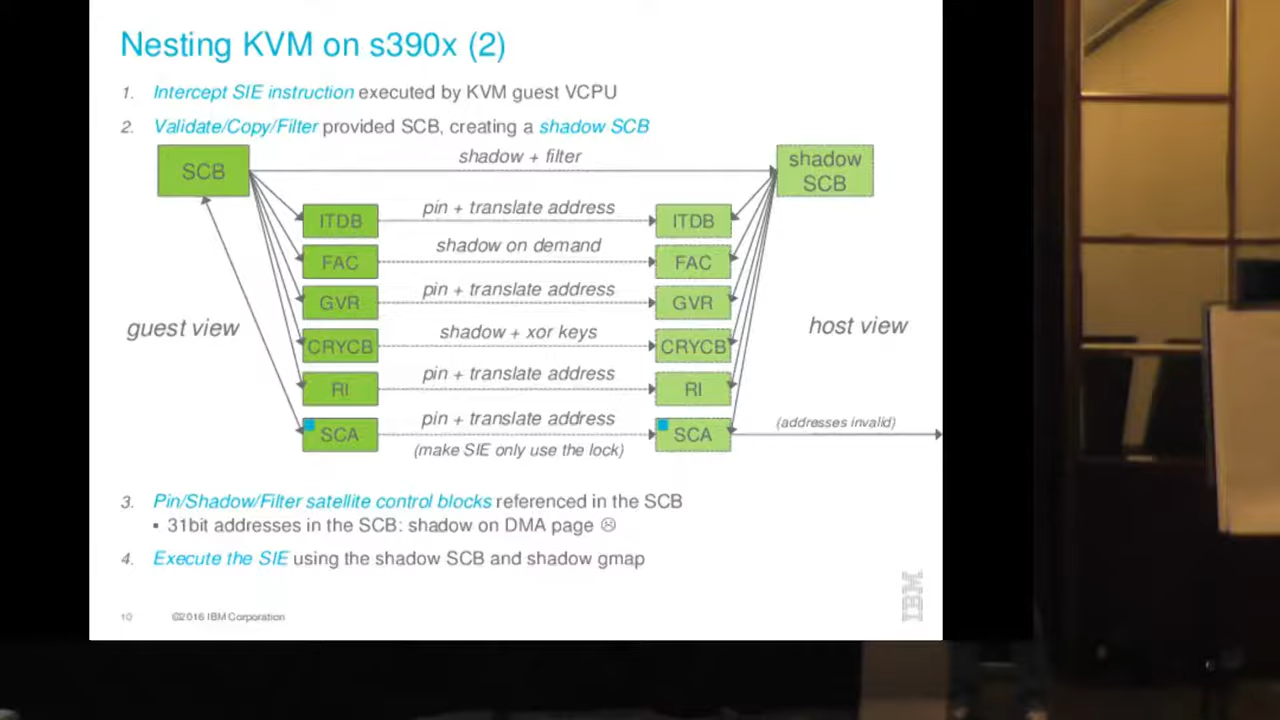 Nesting KVM on s390x (2)
1. Intercept SIE instruction executed by KVM guest VCPU
2. Validate/Copy/Filter provided SCB, creating a shadow SCB
SCB
shadow + filter
shadow
SCB
ITDB
pin + translate address
ITDB
FAC
shadow on demand
FAC
GVR
pin + translate address
GVR
guest view
host view
CRYCB
shadow + xor keys
CRYCB
RI
pin + translate address
RI
SCA
pin + translate address
SCA
(addresses invalid)
(make SIE only use the lock)
3. Pin/Shadow/Filter satellite control blocks referenced in the SCB
▪ 31bit addresses in the SCB: shadow on DMA page ☹
4. Execute the SIE using the shadow SCB and shadow gmap
10 ©2016 IBM Corporation
IBM